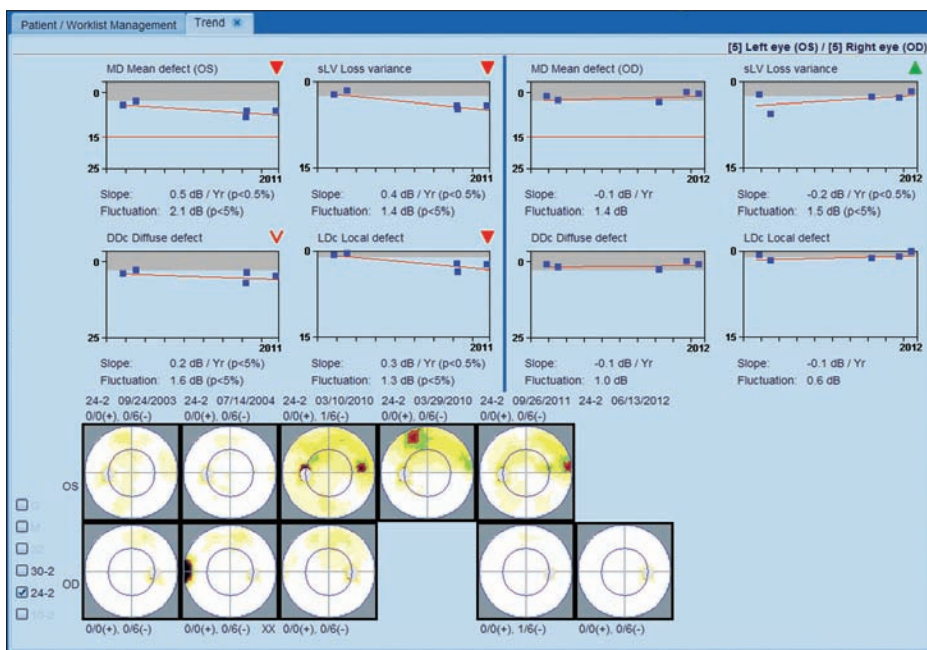 Patient / Worklist Management
Trend
[5] Left eye (OS) / [5] Right eye (OD)
MD Mean defect (OS)
0
15
25
2011
Slope: 0.5 dB / Yr (p<0.5%)
Fluctuation: 2.1 dB (p<5%)
sLV Loss variance
0
15
2011
Slope: 0.4 dB / Yr (p<0.5%)
Fluctuation: 1.4 dB (p<5%)
MD Mean defect (OD)
0
15
25
2012
Slope: -0.1 dB / Yr
Fluctuation: 1.4 dB
sLV Loss variance
0
15
2012
Slope: -0.2 dB / Yr (p<0.5%)
Fluctuation: 1.5 dB (p<5%)
DDc Diffuse defect
0
25
2011
Slope: 0.2 dB / Yr (p<5%)
Fluctuation: 1.6 dB (p<5%)
LDc Local defect
0
15
2011
Slope: 0.3 dB / Yr (p<0.5%)
Fluctuation: 1.3 dB (p<5%)
DDc Diffuse defect
0
25
2012
Slope: -0.1 dB / Yr
Fluctuation: 1.0 dB
LDc Local defect
0
15
2012
Slope: -0.1 dB / Yr
Fluctuation: 0.6 dB
24-2 09/24/2003 24-2 07/14/2004 24-2 03/10/2010 24-2 03/29/2010 24-2 09/26/2011 24-2 06/13/2012
0/0(+), 0/6(-) 0/0(+), 0/6(-) 0/0(+), 1/6(-) 0/0(+), 0/6(-) 0/0(+), 0/6(-)
OS
G
M
32
30-2
24-2
10-2
OD
0/0(+), 0/6(-) 0/0(+), 0/6(-) XX 0/0(+), 0/6(-) 0/0(+), 1/6(-) 0/0(+), 0/6(-)